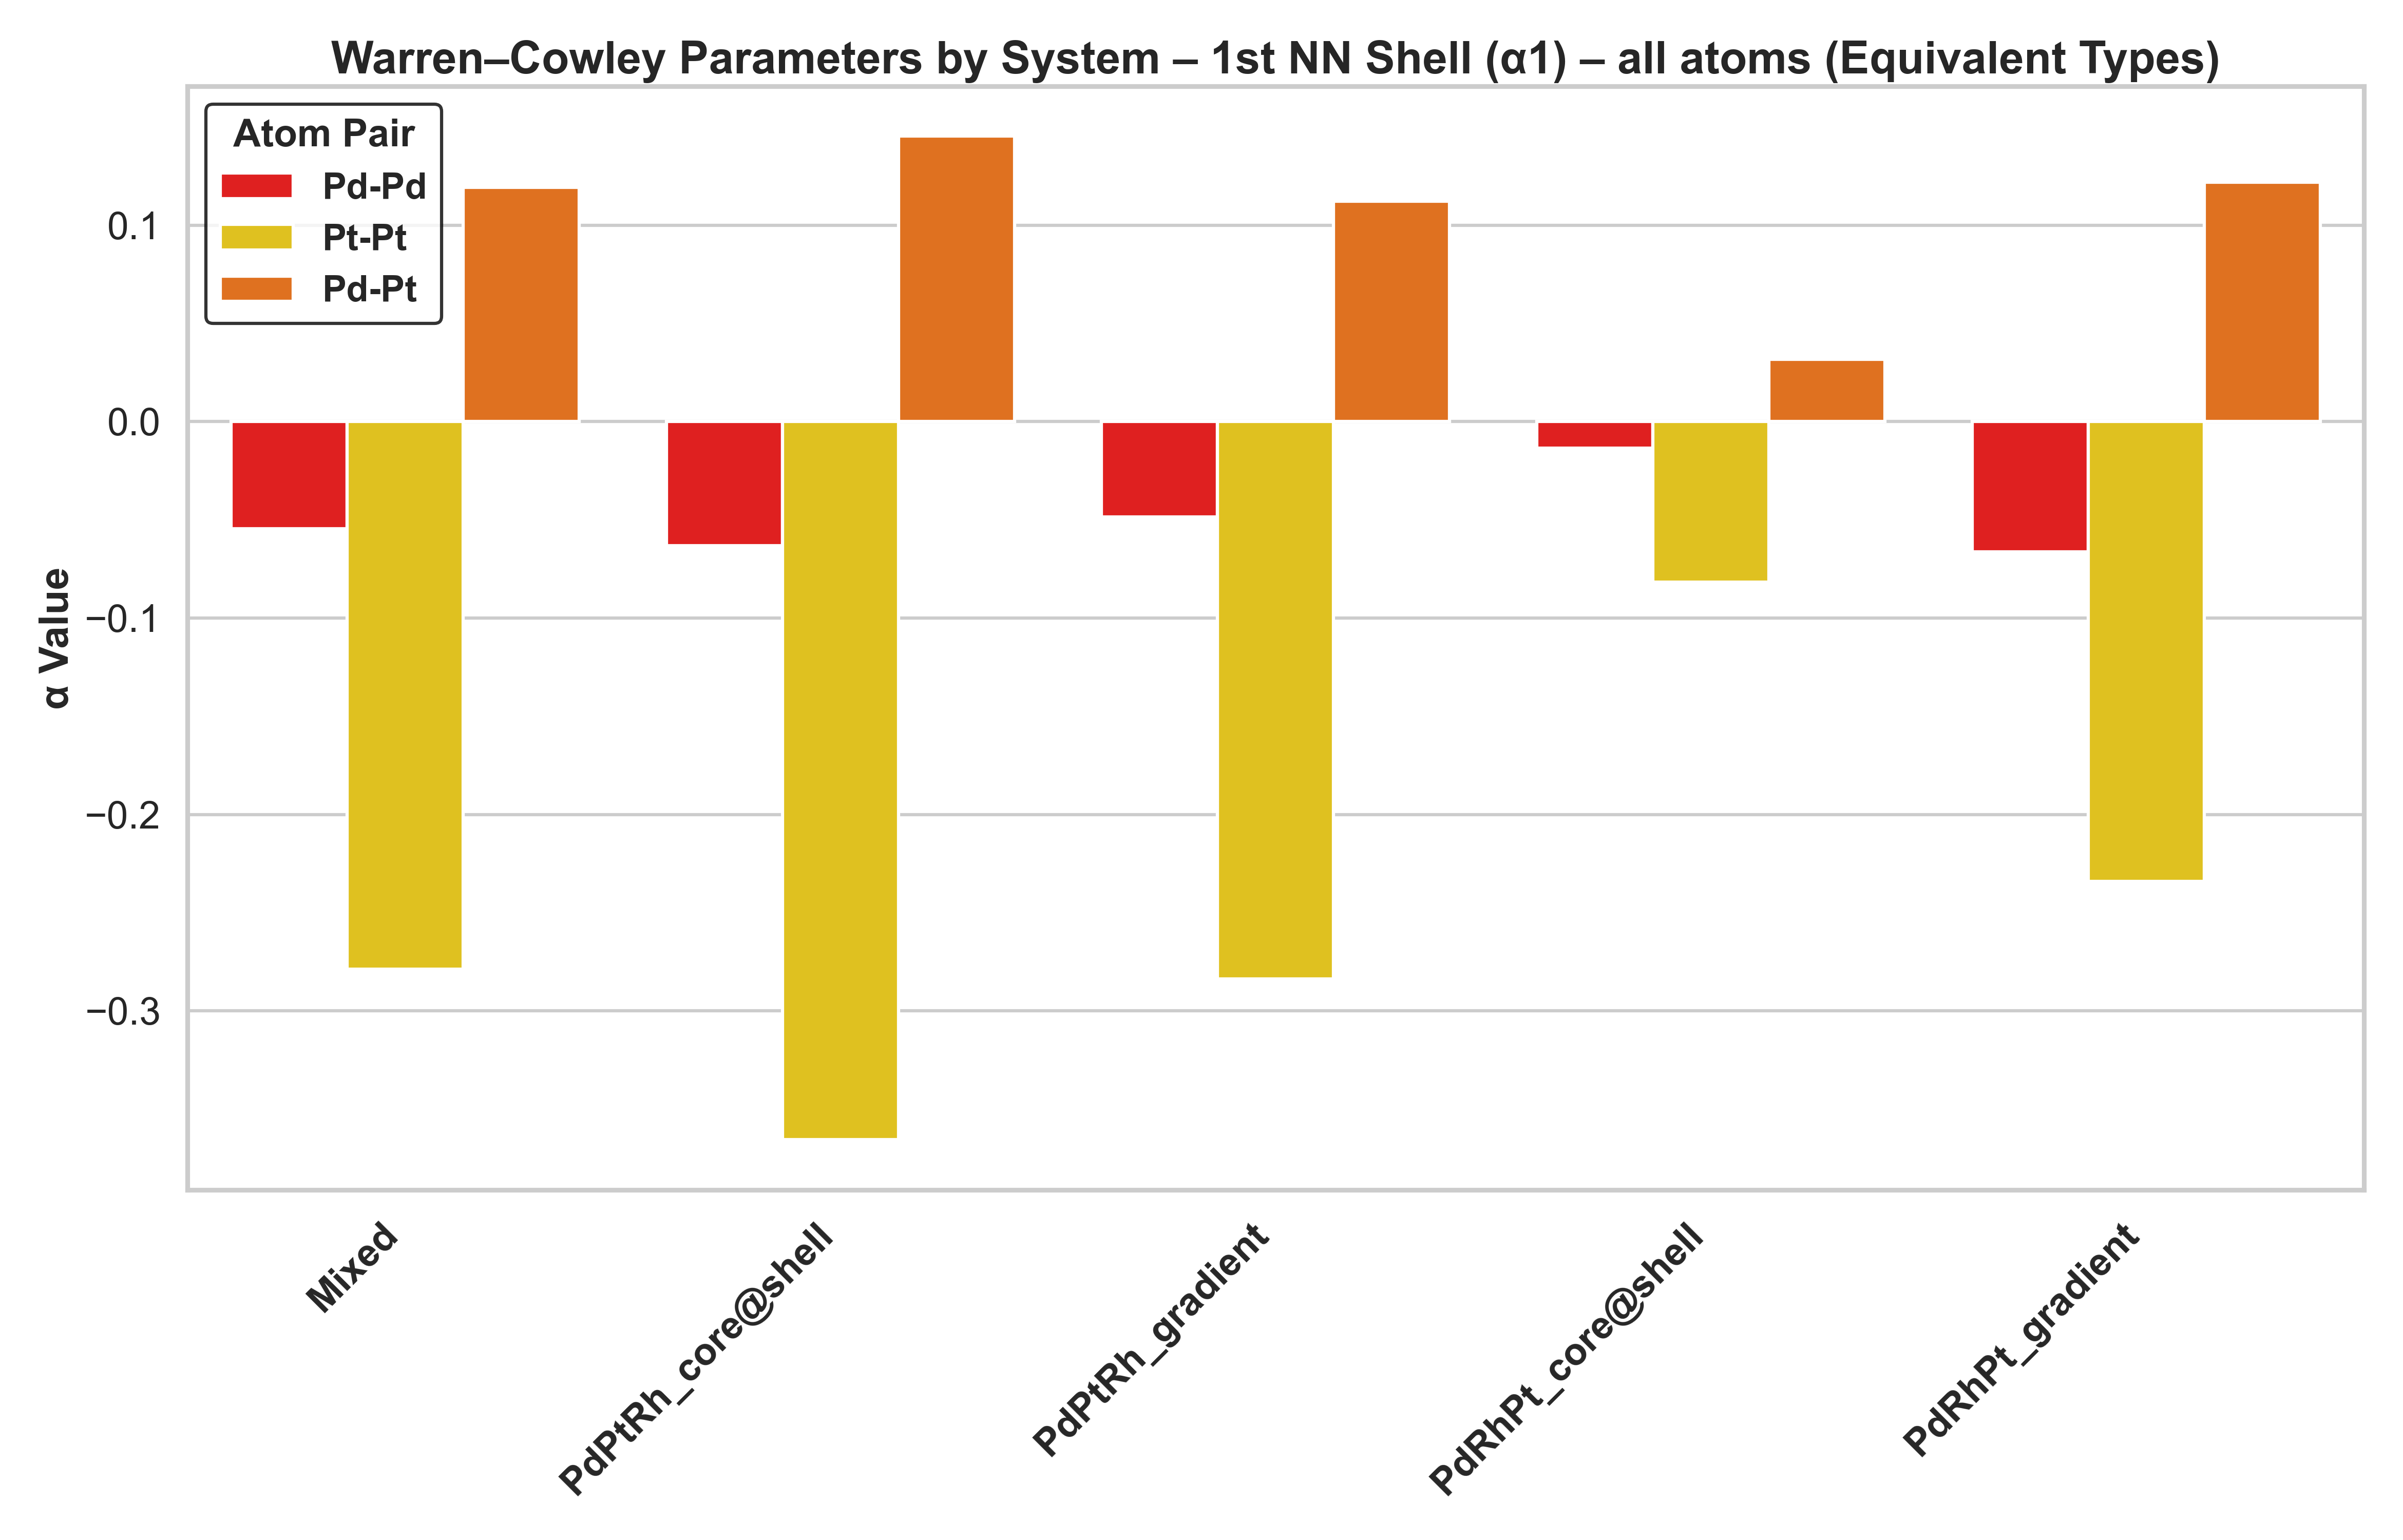 Warren–Cowley Parameters by System – 1st NN Shell (α1) – all atoms (Equivalent Types)
Atom Pair
Pd-Pd
Pt-Pt
Pd-Pt
0.1
0.0
−0.1
−0.2
−0.3
α Value
Mixed
PdPtRh_core@shell
PdPtRh_gradient
PdRhPt_core@shell
PdRhPt_gradient